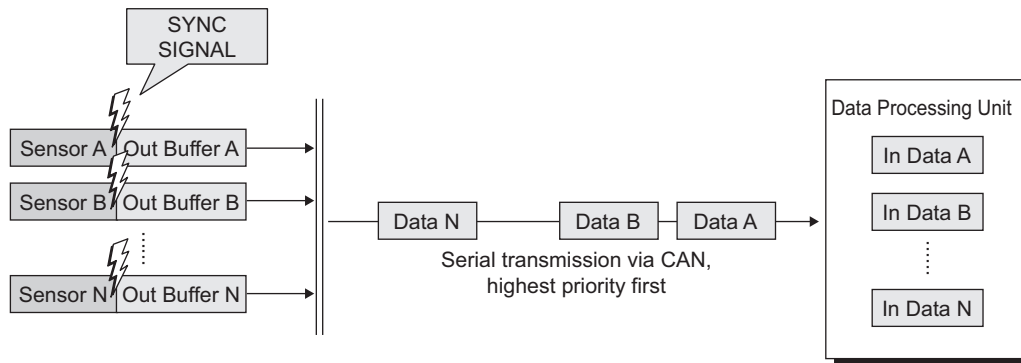 SYNC
SIGNAL
Data Processing Unit
Sensor A
Out Buffer A
In Data A
Sensor B
Out Buffer B
In Data B
Data N
Data B
Data A
Serial transmission via CAN,
highest priority first
Sensor N
Out Buffer N
In Data N